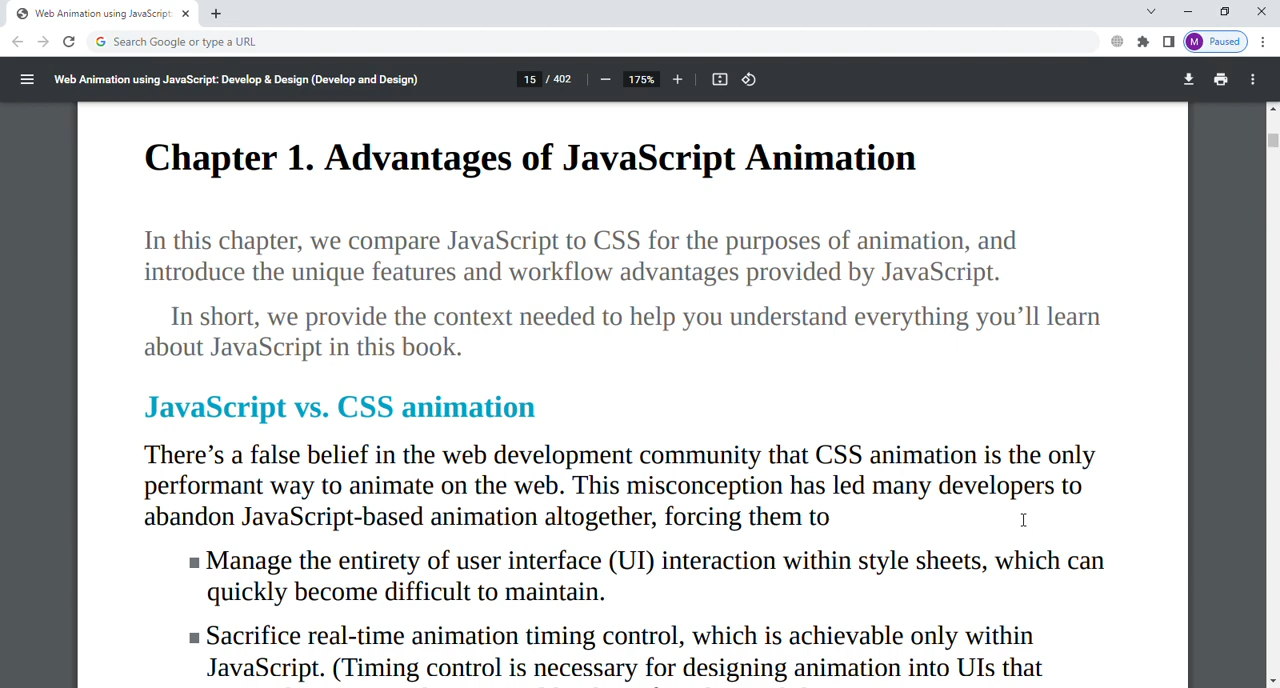 Web Animation using JavaScript:
Search Google or type a URL
M Paused
Web Animation using JavaScript: Develop & Design (Develop and Design)
15 / 402
175%
Chapter 1. Advantages of JavaScript Animation
In this chapter, we compare JavaScript to CSS for the purposes of animation, and
introduce the unique features and workflow advantages provided by JavaScript.
In short, we provide the context needed to help you understand everything you’ll learn
about JavaScript in this book.
JavaScript vs. CSS animation
There’s a false belief in the web development community that CSS animation is the only
performant way to animate on the web. This misconception has led many developers to
abandon JavaScript-based animation altogether, forcing them to
■ Manage the entirety of user interface (UI) interaction within style sheets, which can
quickly become difficult to maintain.
■ Sacrifice real-time animation timing control, which is achievable only within
JavaScript. (Timing control is necessary for designing animation into UIs that